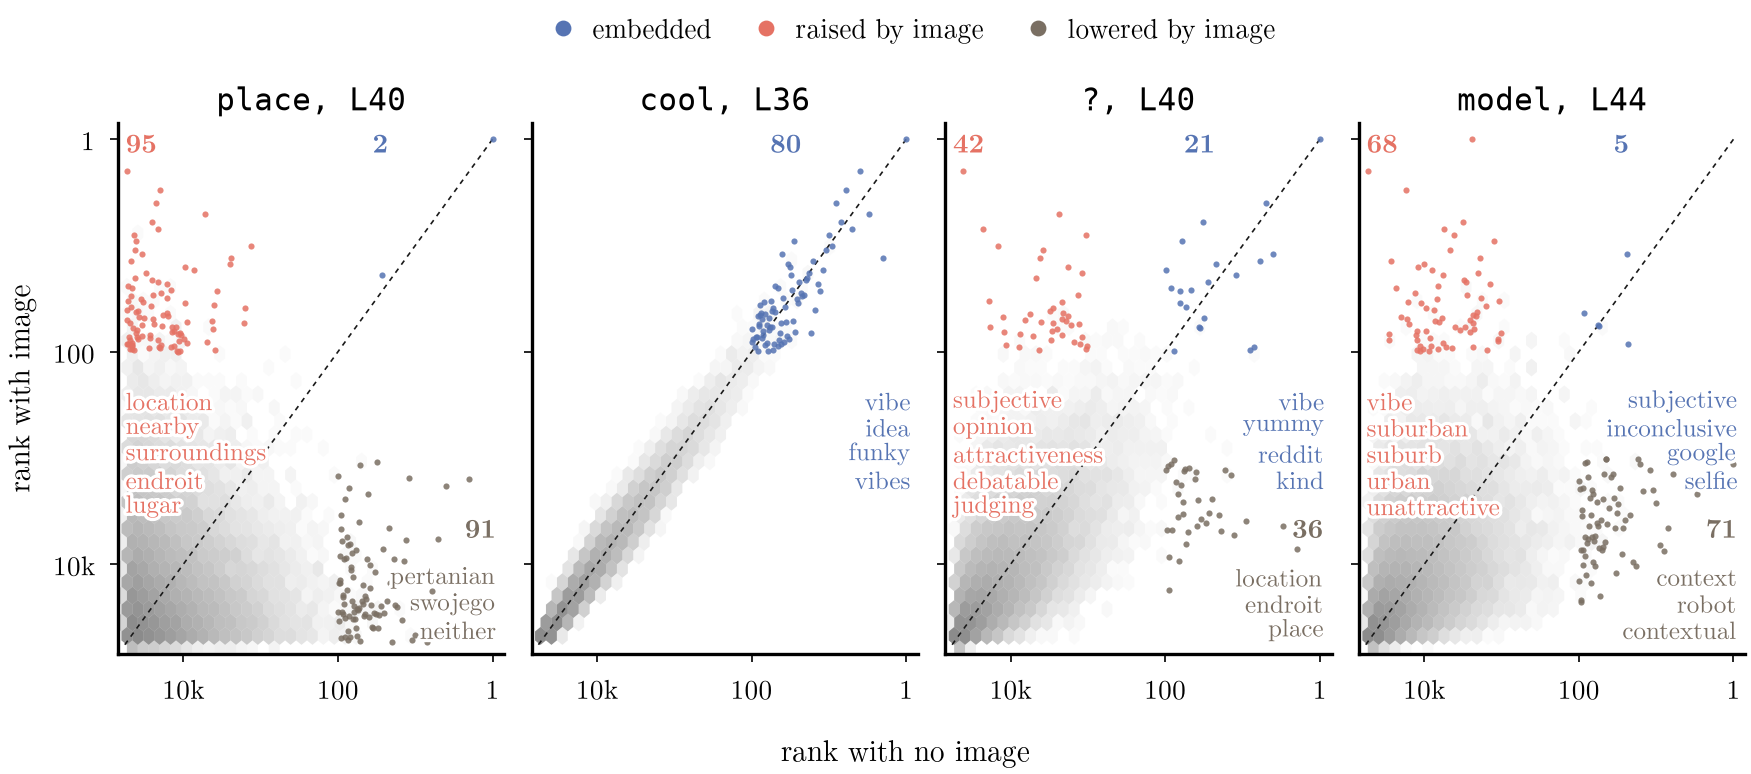 embedded raised by image lowered by image
place, L40 cool, L36 ?, L40 model, L44
rank with image
1
100
10k
95 2
location
nearby
surroundings
endroit
lugar
91
pertanian
swojego
neither
10k 100 1
80
vibe
idea
funky
vibes
10k 100 1
42 21
subjective
opinion
attractiveness
debatable
judging
vibe
yummy
reddit
kind
36
location
endroit
place
10k 100 1
68 5
vibe
suburban
suburb
urban
unattractive
subjective
inconclusive
google
selfie
71
context
robot
contextual
10k 100 1
rank with no image